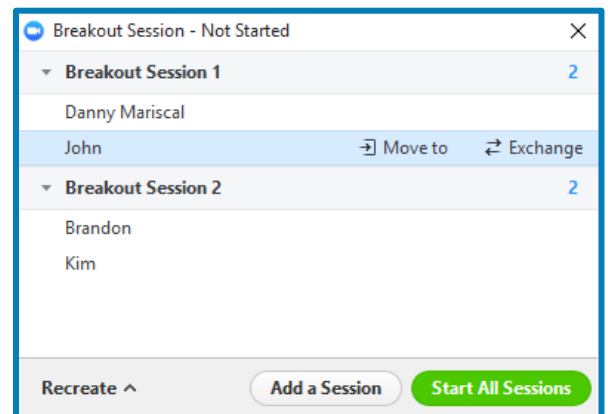 Breakout Session - Not Started
Breakout Session 1 2
Danny Mariscal
John Move to Exchange
Breakout Session 2 2
Brandon
Kim
Recreate Add a Session Start All Sessions